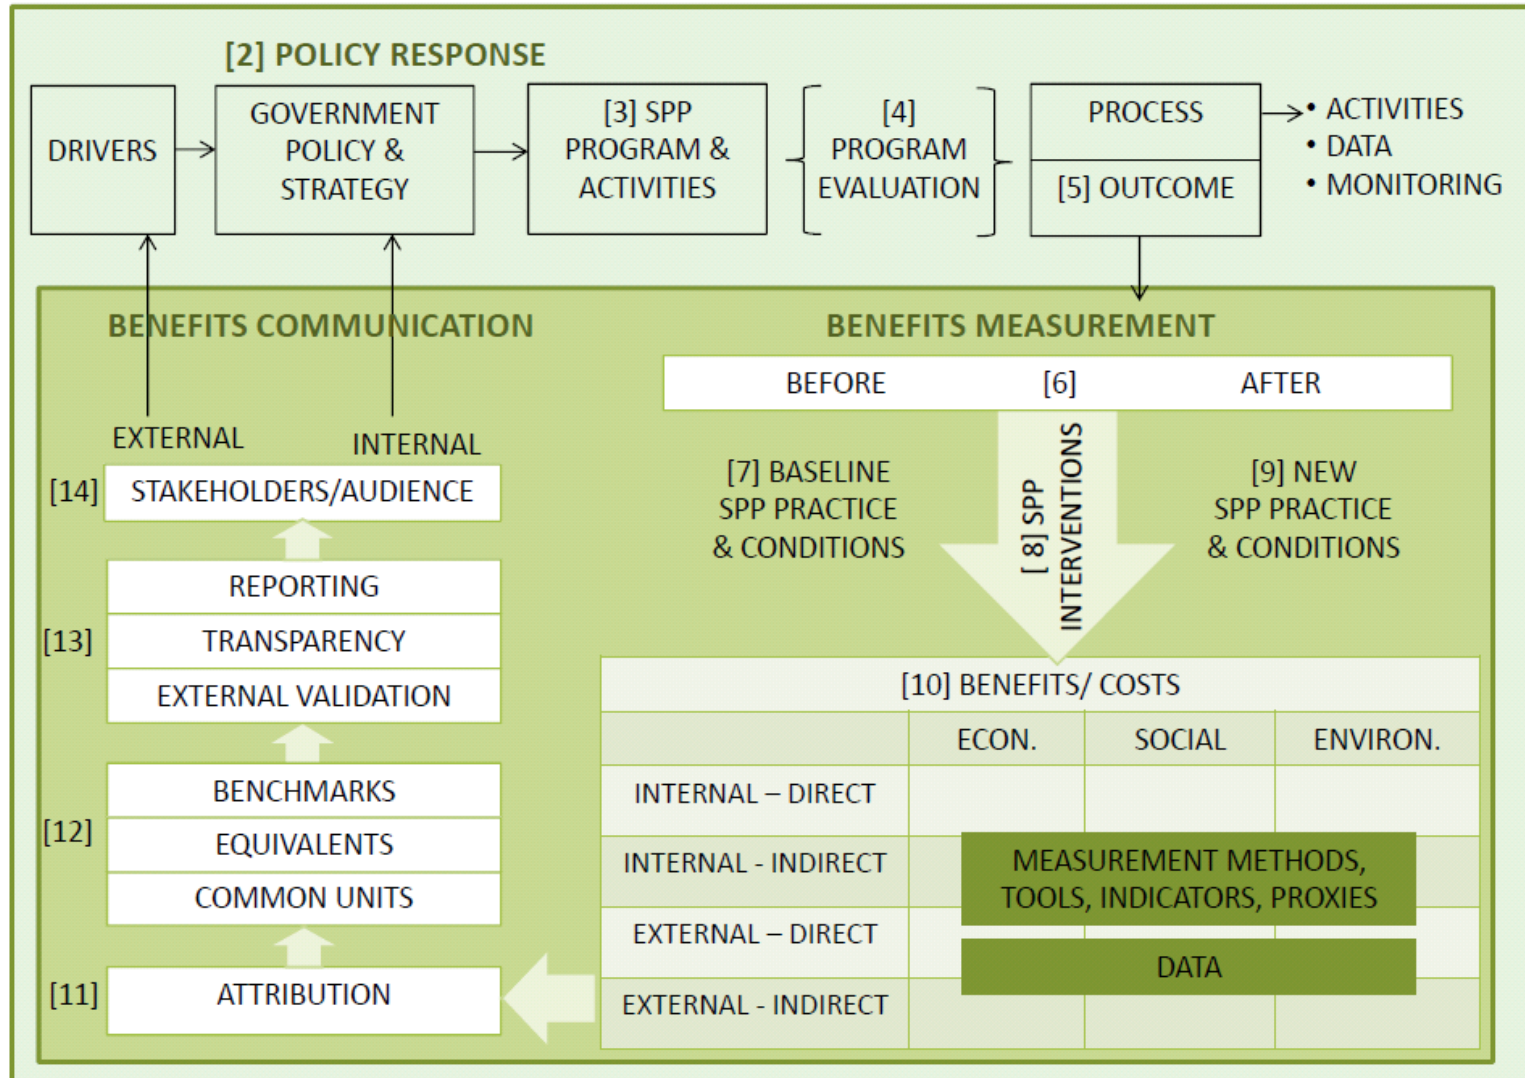 [2] POLICY RESPONSE
DRIVERS
GOVERNMENT
POLICY &
STRATEGY
[3] SPP
PROGRAM &
ACTIVITIES
[4]
PROGRAM
EVALUATION
PROCESS
[5] OUTCOME
• ACTIVITIES
• DATA
• MONITORING
BENEFITS COMMUNICATION
EXTERNAL
INTERNAL
[14] STAKEHOLDERS/AUDIENCE
REPORTING
[13] TRANSPARENCY
EXTERNAL VALIDATION
BENCHMARKS
[12] EQUIVALENTS
COMMON UNITS
[11] ATTRIBUTION
BENEFITS MEASUREMENT
BEFORE [6] AFTER
[7] BASELINE
SPP PRACTICE
& CONDITIONS
[ 8] SPP
INTERVENTIONS
[9] NEW
SPP PRACTICE
& CONDITIONS
[10] BENEFITS/ COSTS
ECON. SOCIAL ENVIRON.
INTERNAL – DIRECT
INTERNAL - INDIRECT
EXTERNAL – DIRECT
EXTERNAL - INDIRECT
MEASUREMENT METHODS,
TOOLS, INDICATORS, PROXIES
DATA